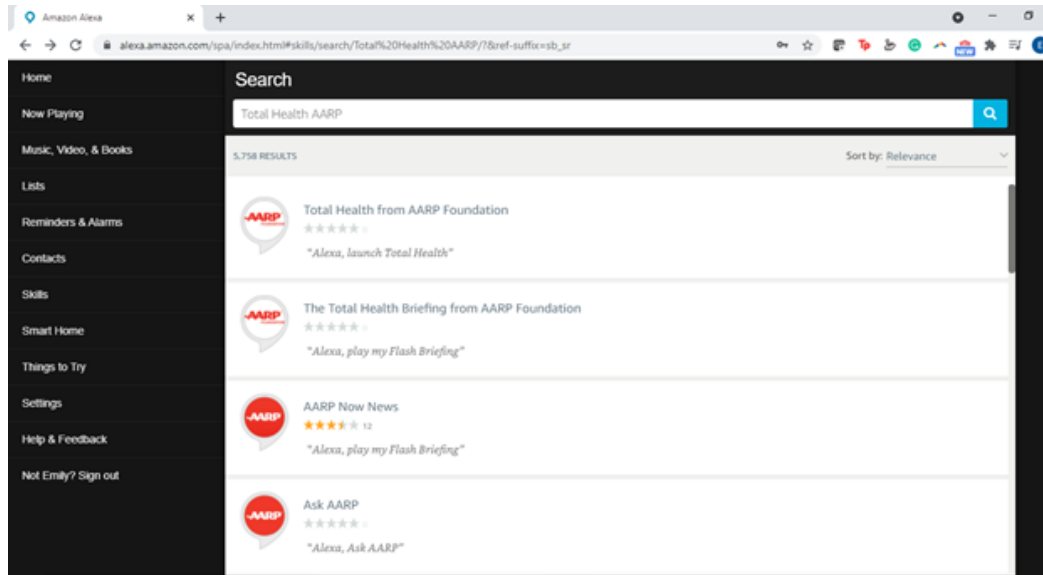 Amazon Alexa
alexa.amazon.com/spa/index.html#skills/search/Total%20Health%20AARP/?&ref-suffix=sb_sr
NEW
Home
Now Playing
Music, Video, & Books
Lists
Reminders & Alarms
Contacts
Skills
Smart Home
Things to Try
Settings
Help & Feedback
Not Emily? Sign out
Search
Total Health AARP
5,758 RESULTS
Sort by: Relevance
AARP
Total Health from AARP Foundation
"Alexa, launch Total Health"
AARP
The Total Health Briefing from AARP Foundation
"Alexa, play my Flash Briefing"
AARP
AARP Now News
12
"Alexa, play my Flash Briefing"
AARP
Ask AARP
"Alexa, Ask AARP"